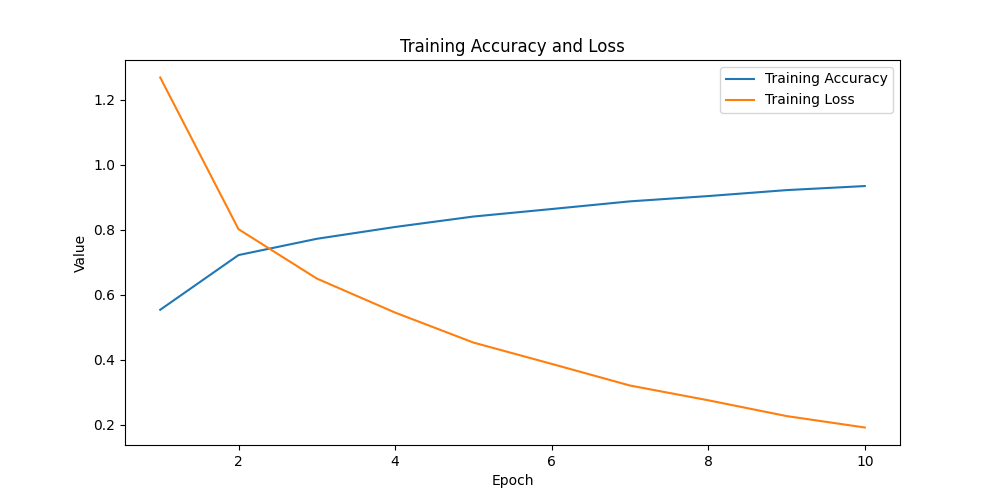 Training Accuracy and Loss
Training Accuracy
Training Loss
1.2
1.0
0.8
0.6
0.4
0.2
Value
2 4 6 8 10
Epoch